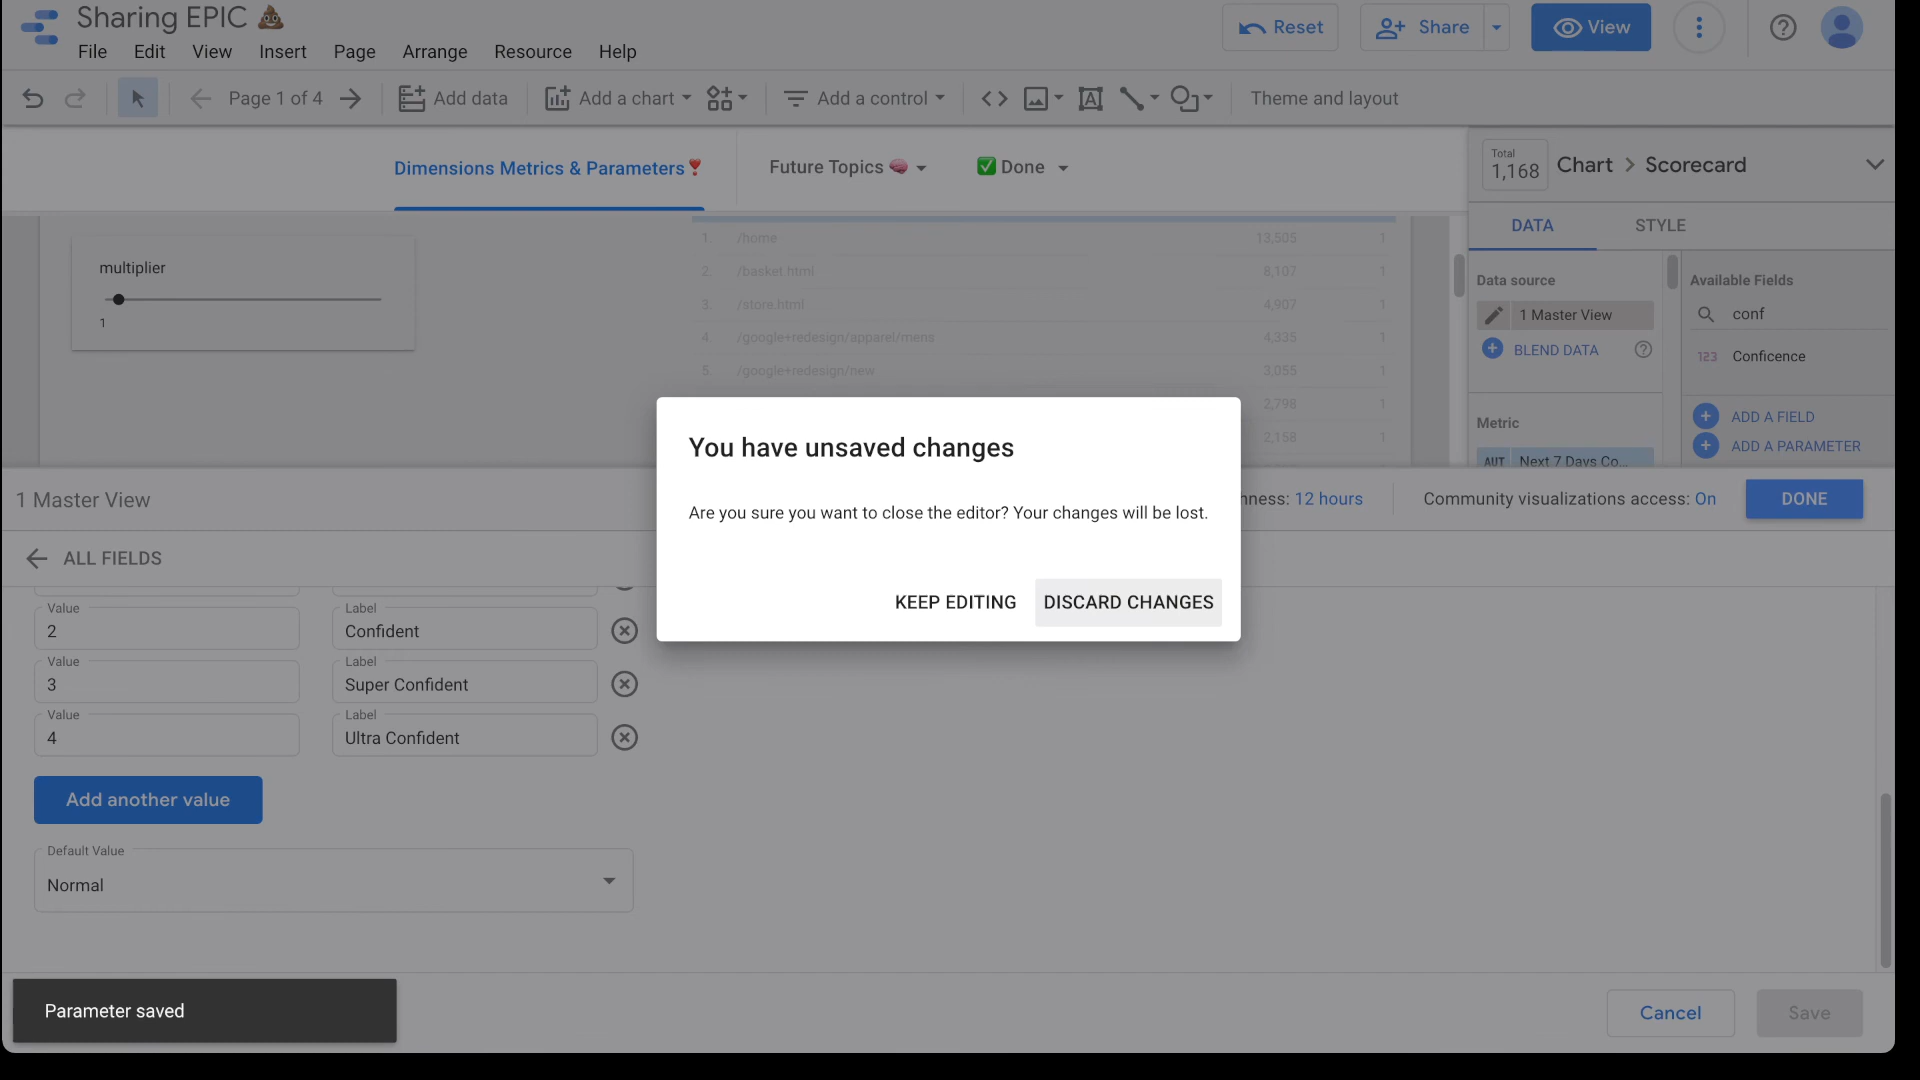 Sharing EPIC 💩
Reset
Share
View
File Edit View Insert Page Arrange Resource Help
Page 1 of 4
Add data
Add a chart
Add a control
Theme and layout
Dimensions Metrics & Parameters❣️
Future Topics 🧠
✅ Done
Total
1,168
Chart > Scorecard
DATA STYLE
multiplier
1
1. /home 13,505 1
2. /basket.html 8,107 1
3. /store.html 4,907 1
4. /google+redesign/apparel/mens 4,335 1
5. /google+redesign/new 3,055 1
2,798 1
2,158 1
Data source
1 Master View
BLEND DATA
Metric
AUT Next 7 Days Co...
Available Fields
conf
123 Conficence
ADD A FIELD
ADD A PARAMETER
You have unsaved changes
Are you sure you want to close the editor? Your changes will be lost.
KEEP EDITING DISCARD CHANGES
1 Master View
hness: 12 hours
Community visualizations access: On
DONE
ALL FIELDS
Value Label
2 Confident
Value Label
3 Super Confident
Value Label
4 Ultra Confident
Add another value
Default Value
Normal
Parameter saved
Cancel Save